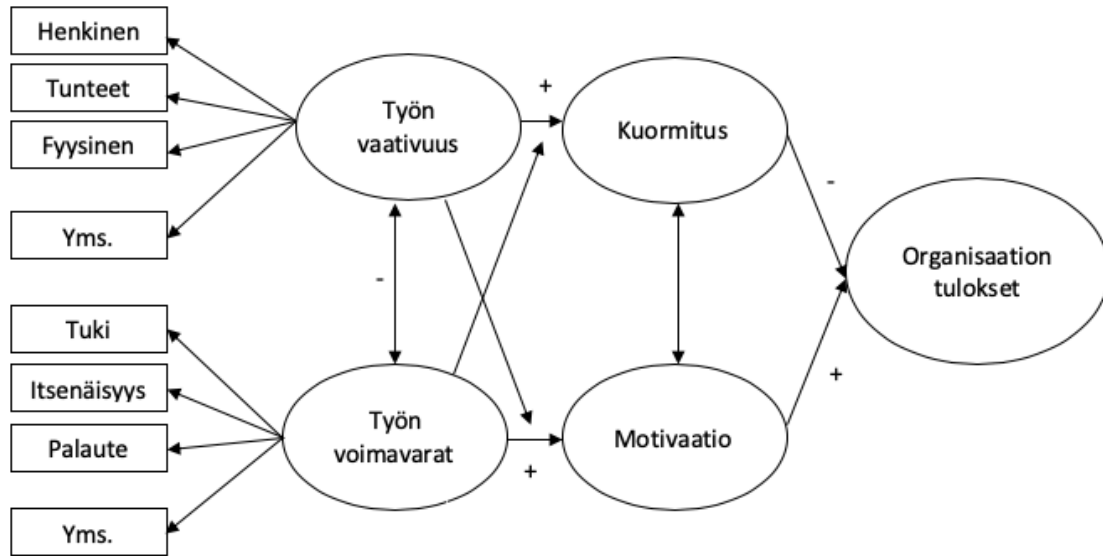 Henkinen
Tunteet
Fyysinen
Yms.
Tuki
Itsenäisyys
Palaute
Yms.
Työn
vaativuus
-
Työn
voimavarat
+
+
Kuormitus
Motivaatio
-
+
Organisaation
tulokset